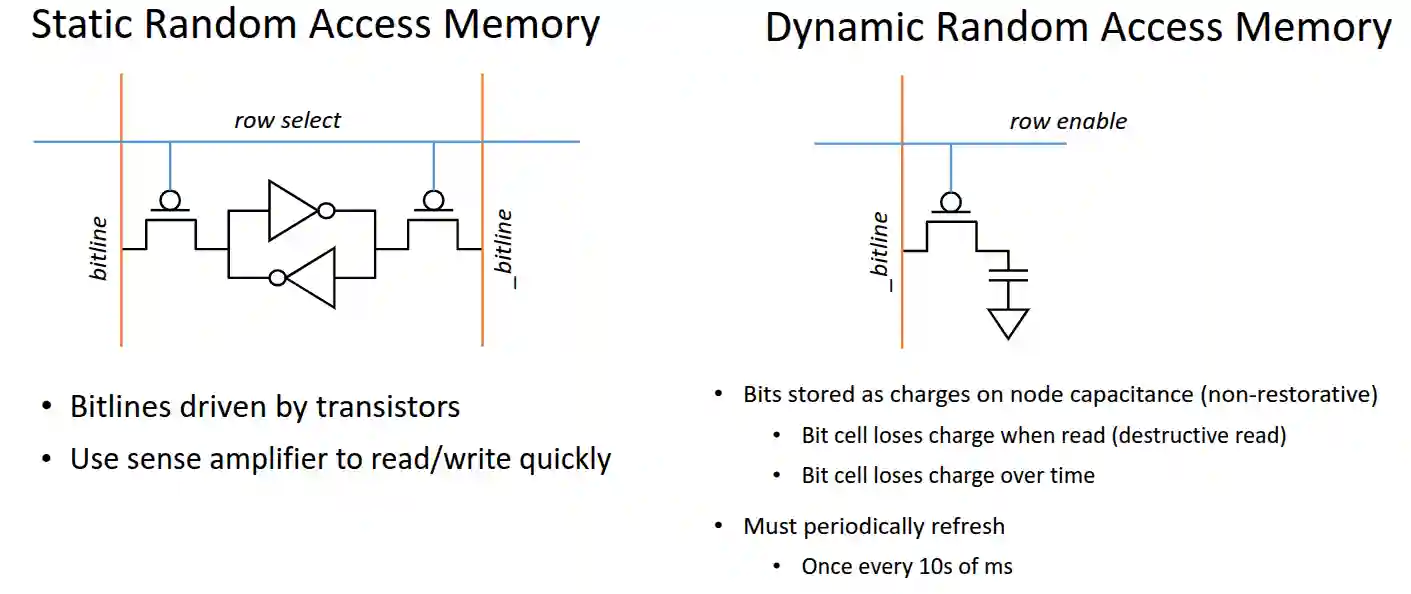 Static Random Access Memory
row select
bitline
_bitline
• Bitlines driven by transistors
• Use sense amplifier to read/write quickly
Dynamic Random Access Memory
row enable
_bitline
• Bits stored as charges on node capacitance (non-restorative)
• Bit cell loses charge when read (destructive read)
• Bit cell loses charge over time
• Must periodically refresh
• Once every 10s of ms